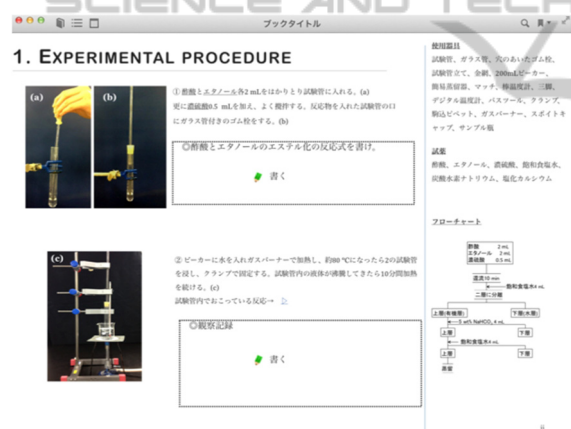 SCIENCE AND TECH
ブックタイトル
1. EXPERIMENTAL PROCEDURE
(a)
(b)
① 酢酸とエタノール各2 mLをはかりとり試験管に入れる。(a)
更に濃硫酸0.5 mLを加え、よく攪拌する。反応物を入れた試験管の口
にガラス管付きのゴム栓をする。(b)
◎酢酸とエタノールのエステル化の反応式を書け。
書く
(c)
② ビーカーに水を入れガスバーナーで加熱し、約80 ℃になったら2の試験管
を浸し、クランプで固定する。試験管内の液体が沸騰してきたら10分間加熱
を続ける。(c)
試験管内でおこっている反応→
◎観察記録
書く
使用器具
試験管、ガラス管、穴のあいたゴム栓、
試験管立て、金網、200mLビーカー、
簡易蒸留器、マッチ、棒温度計、三脚、
デジタル温度計、バスツール、クランプ、
駒込ピペット、ガスバーナー、スポイトキ
ャップ、サンプル瓶
試薬
酢酸、エタノール、濃硫酸、飽和食塩水、
炭酸水素ナトリウム、塩化カルシウム
フローチャート
酢酸 2 mL
エタノール 2 mL
濃硫酸 0.5 mL
還流10 min
飽和食塩水4 mL
二層に分離
上層(有機層)
下層(水層)
5 wt% NaHCO₃ 4 mL
上層
下層
飽和食塩水4 mL
上層
下層
蒸留